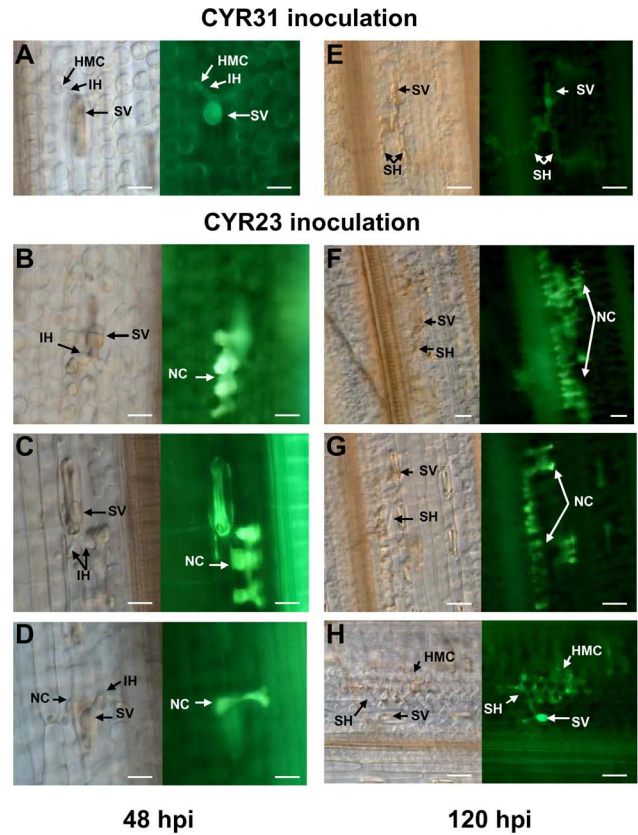 CYR31 inoculation
A
HMC
IH
SV
HMC
IH
SV
E
SV
SH
SV
SH
CYR23 inoculation
B
IH
SV
NC
F
SV
SH
NC
C
SV
IH
NC
G
SV
SH
NC
D
NC
IH
SV
NC
H
HMC
SH
SV
HMC
SH
SV
48 hpi
120 hpi